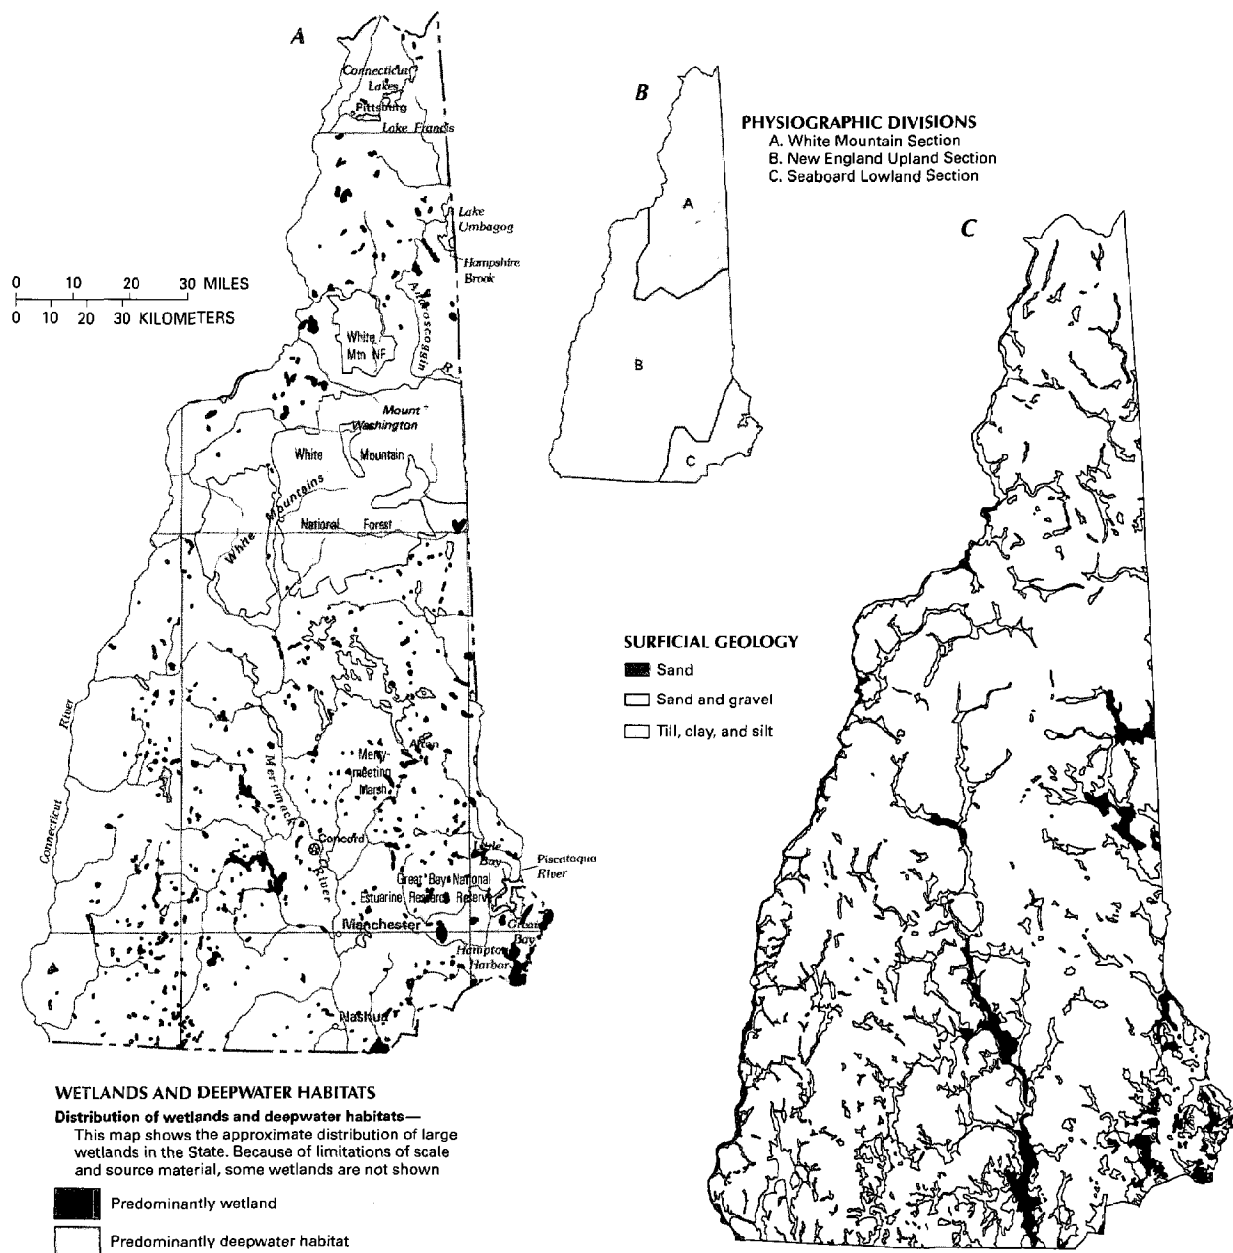 A
Connecticut
Lakes
Pittsburg
Lake Francis
Lake
Umbagog
Hampshire
Brook
Androscoggin
R
0 10 20 30 MILES
0 10 20 30 KILOMETERS
White
Mtn NF
Mount
Washington
White Mountain
National Forest
White Mountains
River
Connecticut
Merrimack
River
Alton
Merry-
meeting
Marsh
Concord
Little
Bay
Piscataqua
River
Great Bay National
Estuarine Research Reserve
Manchester
Great
Bay
Hampton
Harbor
Nashua
WETLANDS AND DEEPWATER HABITATS
Distribution of wetlands and deepwater habitats—
This map shows the approximate distribution of large
wetlands in the State. Because of limitations of scale
and source material, some wetlands are not shown
Predominantly wetland
Predominantly deepwater habitat
B
PHYSIOGRAPHIC DIVISIONS
A. White Mountain Section
B. New England Upland Section
C. Seaboard Lowland Section
A
B
C
C
SURFICIAL GEOLOGY
Sand
Sand and gravel
Till, clay, and silt